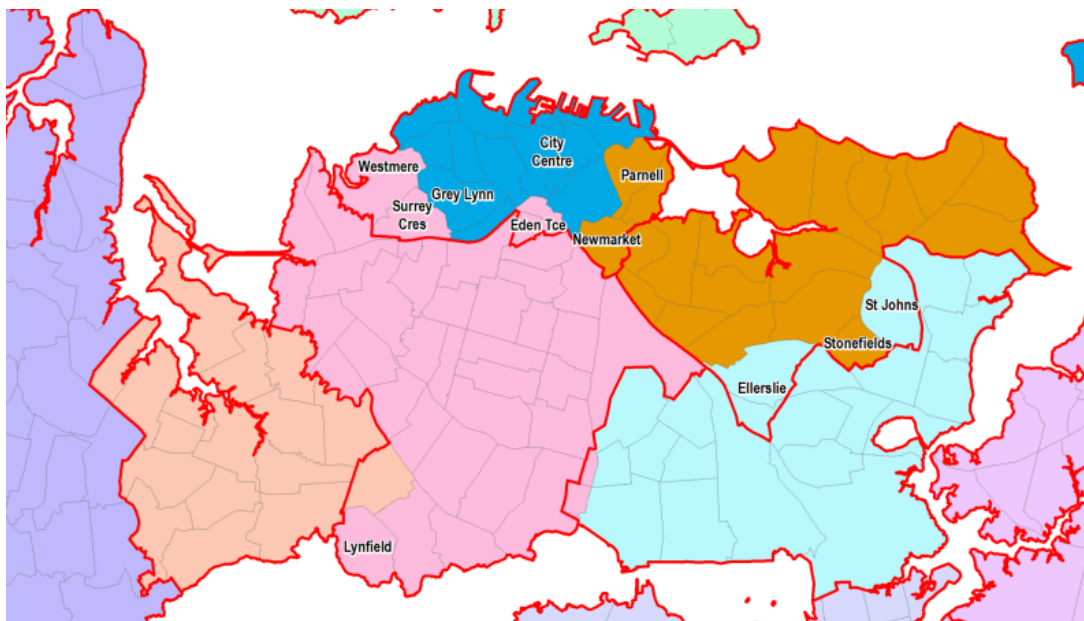 City
Centre
Westmere
Parnell
Grey Lynn
Surrey
Cres
Eden Tce
Newmarket
St Johns
Stonefields
Ellerslie
Lynfield